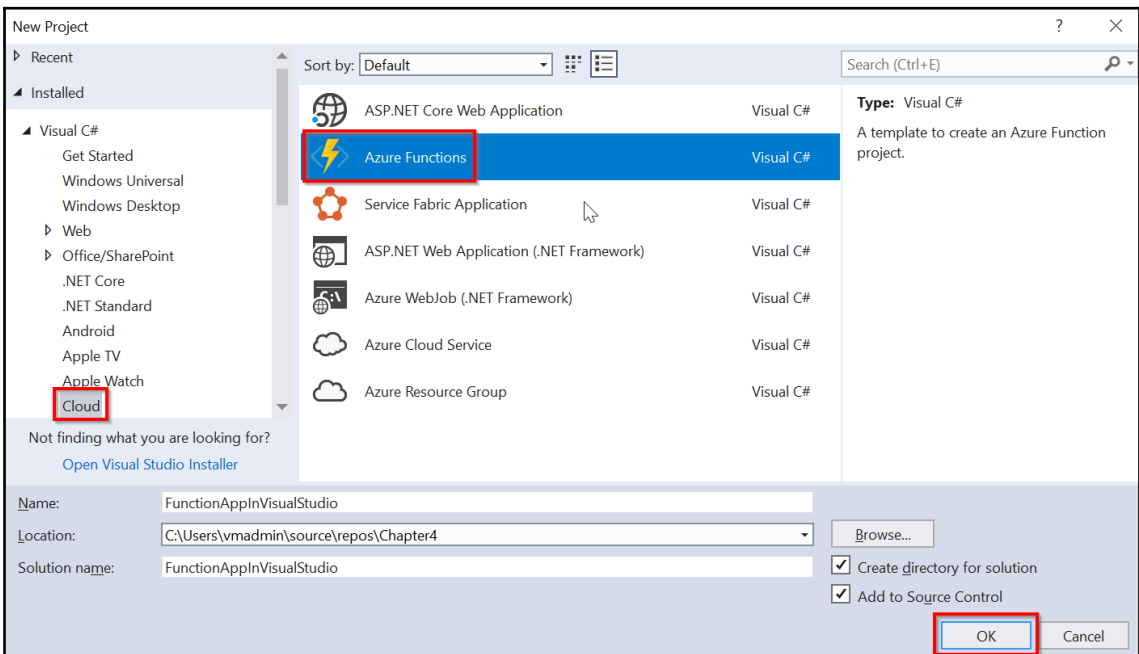 New Project
?
Recent
Installed
Visual C#
Get Started
Windows Universal
Windows Desktop
Web
Office/SharePoint
.NET Core
.NET Standard
Android
Apple TV
Apple Watch
Cloud
Not finding what you are looking for?
Open Visual Studio Installer
Sort by: Default
ASP.NET Core Web Application Visual C#
Azure Functions Visual C#
Service Fabric Application Visual C#
ASP.NET Web Application (.NET Framework) Visual C#
Azure WebJob (.NET Framework) Visual C#
Azure Cloud Service Visual C#
Azure Resource Group Visual C#
Search (Ctrl+E)
Type: Visual C#
A template to create an Azure Function
project.
Name: FunctionAppInVisualStudio
Location: C:\Users\vmadmin\source\repos\Chapter4
Browse...
Solution name: FunctionAppInVisualStudio
Create directory for solution
Add to Source Control
OK Cancel